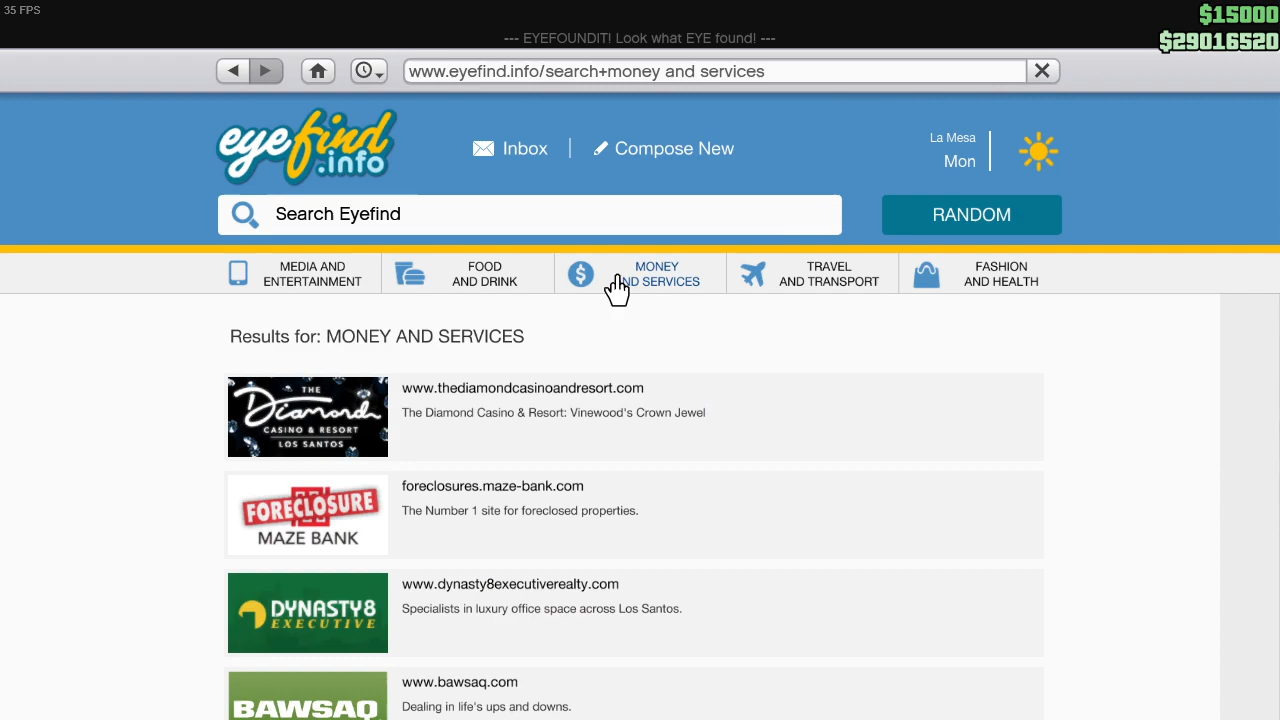 35 FPS
$15000
--- EYEFOUNDIT! Look what EYE found! ---
$29016520
www.eyefind.info/search+money and services
eyefind.info
Inbox
Compose New
La Mesa
Mon
Search Eyefind
RANDOM
MEDIA AND
ENTERTAINMENT
FOOD
AND DRINK
MONEY
AND SERVICES
TRAVEL
AND TRANSPORT
FASHION
AND HEALTH
Results for: MONEY AND SERVICES
THE
Diamond
CASINO & RESORT
LOS SANTOS
www.thediamondcasinoandresort.com
The Diamond Casino & Resort: Vinewood's Crown Jewel
FORECLOSURE
MAZE BANK
foreclosures.maze-bank.com
The Number 1 site for foreclosed properties.
DYNASTY8
EXECUTIVE
www.dynasty8executiverealty.com
Specialists in luxury office space across Los Santos.
BAWSAQ
www.bawsaq.com
Dealing in life's ups and downs.